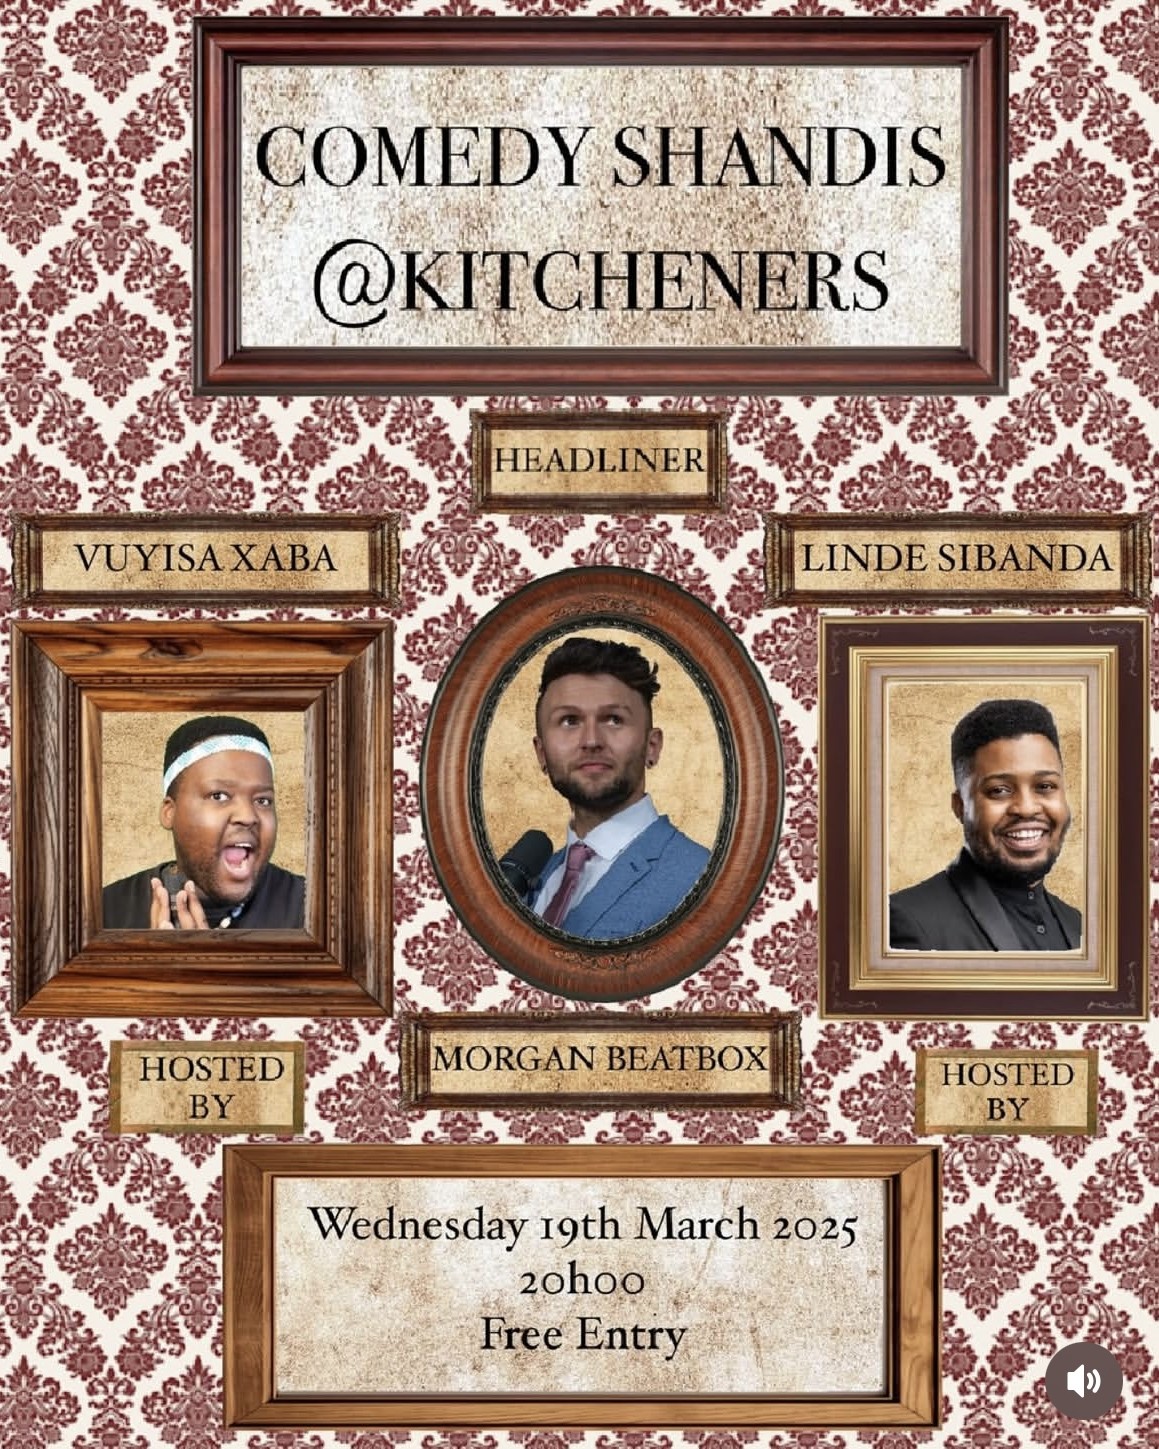 COMEDY SHANDIS
@KITCHENERS
HEADLINER
VUYISA XABA
LINDE SIBANDA
MORGAN BEATBOX
HOSTED
BY
HOSTED
BY
Wednesday 19th March 2025
20h00
Free Entry